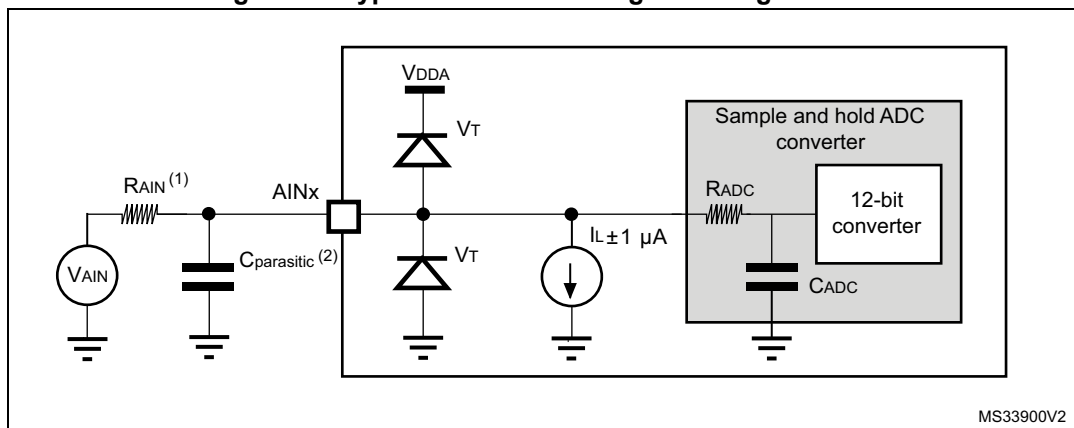 VDDA
Sample and hold ADC
converter
VT
RAIN (1)
AINx
RADC
12-bit
converter
IL±1 μA
VAIN
Cparasitic (2)
VT
CADC
MS33900V2